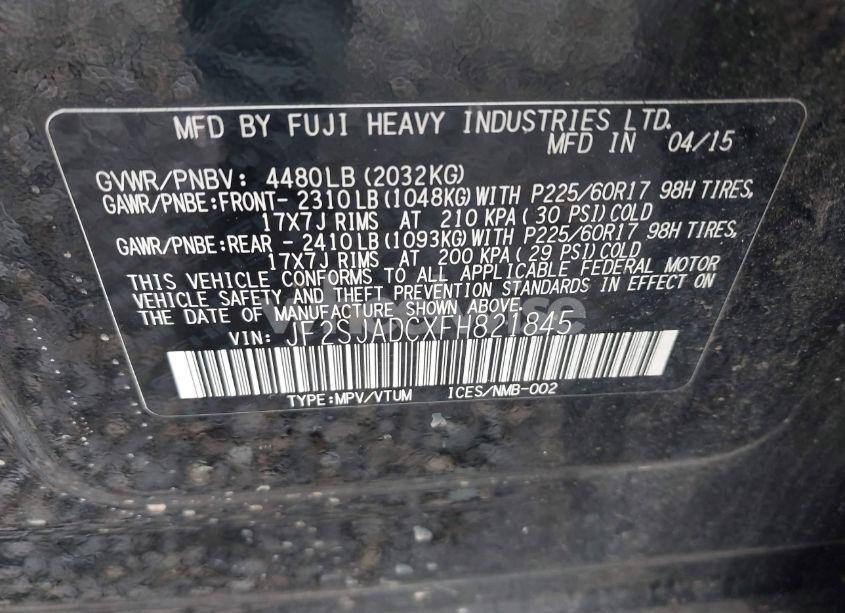 MFD BY FUJI HEAVY INDUSTRIES LTD.
MFD IN 04/15
GVWR/PNBV: 4480LB (2032KG)
GAWR/PNBE:FRONT- 2310LB (1048KG) WITH P225/60R17 98H TIRES,
17X7J RIMS AT 210 KPA ( 30 PSI) COLD
GAWR/PNBE:REAR - 2410LB (1093KG) WITH P225/60R17 98H TIRES,
17X7J RIMS AT 200 KPA ( 29 PSI) COLD
THIS VEHICLE CONFORMS TO ALL APPLICABLE FEDERAL MOTOR
VEHICLE SAFETY AND THEFT PREVENTION STANDARDS IN EFFECT ON
THE DATE OF MANUFACTURE SHOWN ABOVE.
VIN: JF2SJADCXFH821845
TYPE:MPV/VTUM ICES/NMB-002